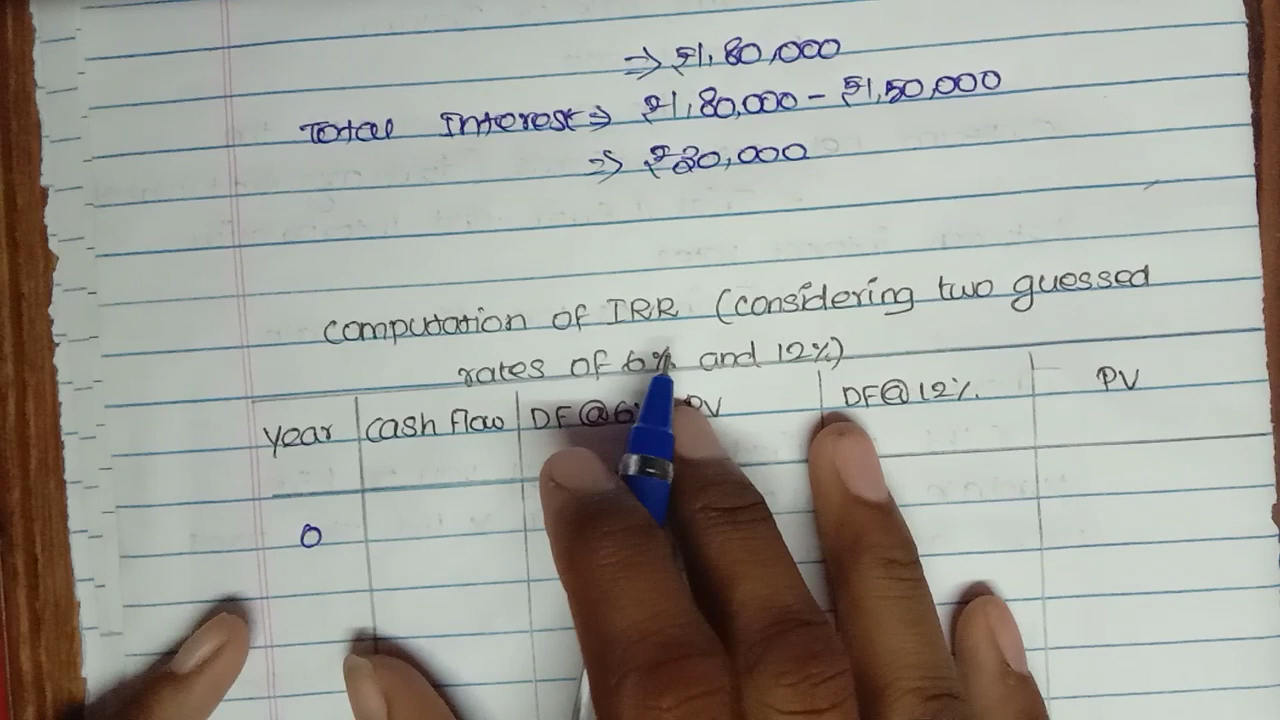 ⇒ ₹1,80,000
Total Interest ⇒ ₹1,80,000 - ₹1,50,000
⇒ ₹30,000
Computation of IRR (considering two guessed
rates of 6% and 12%)
Year Cash Flow DF@6% PV DF@12% PV
0